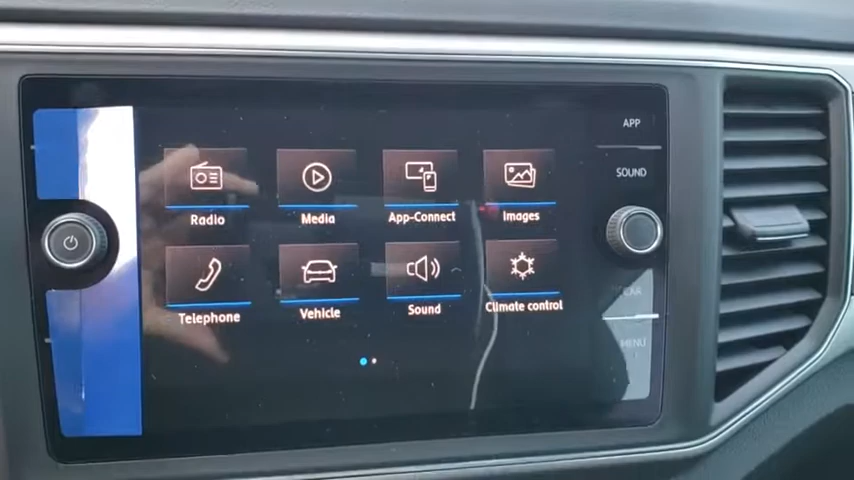 APP
SOUND
Radio
Media
App-Connect
Images
Telephone
Vehicle
Sound
Climate control
MENU